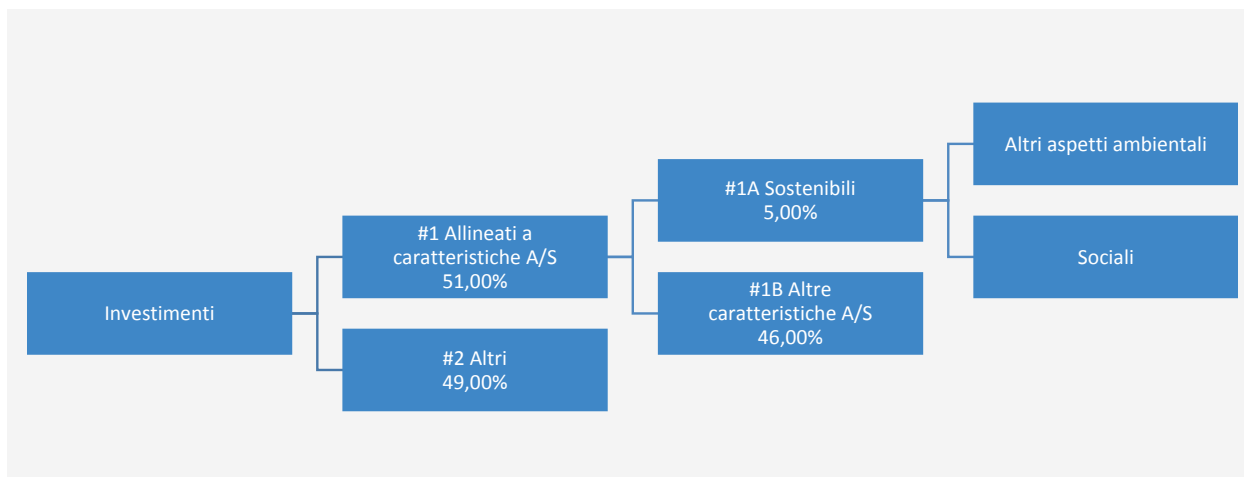 Investimenti
#1 Allineati a
caratteristiche A/S
51,00%
#2 Altri
49,00%
#1A Sostenibili
5,00%
#1B Altre
caratteristiche A/S
46,00%
Altri aspetti ambientali
Sociali